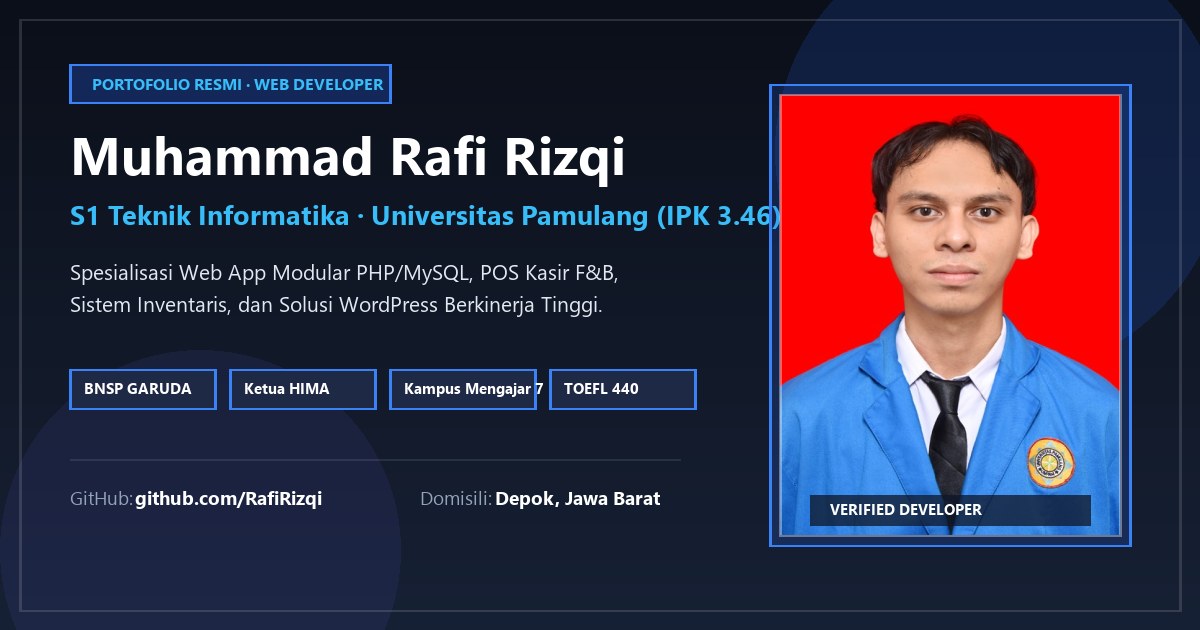 PORTOFOLIO RESMI · WEB DEVELOPER
Muhammad Rafi Rizqi
S1 Teknik Informatika · Universitas Pamulang (IPK 3.46)
Spesialisasi Web App Modular PHP/MySQL, POS Kasir F&B,
Sistem Inventaris, dan Solusi WordPress Berkinerja Tinggi.
BNSP GARUDA
Ketua HIMA
Kampus Mengajar 7
TOEFL 440
GitHub: github.com/RafiRizqi
Domisili: Depok, Jawa Barat
VERIFIED DEVELOPER